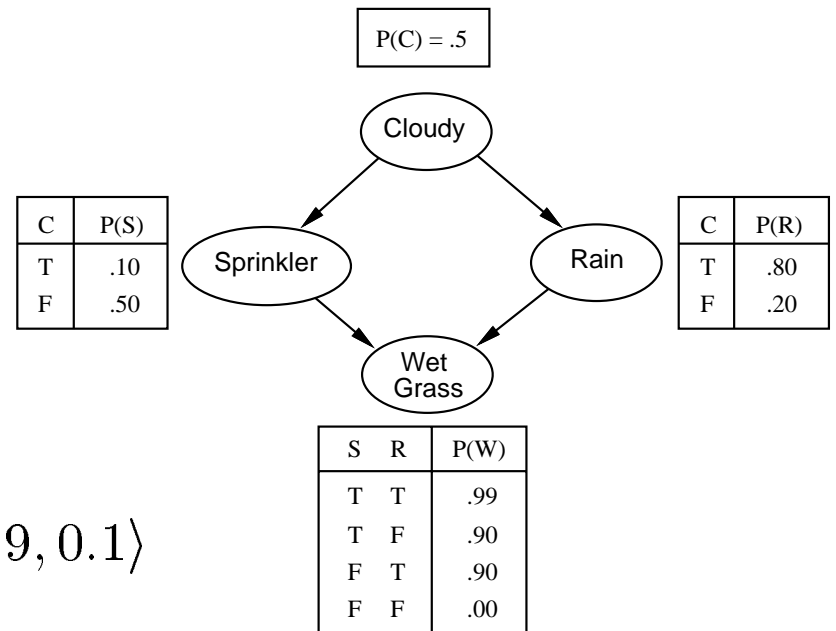 P(C) = .5
Cloudy
C P(S)
T .10
F .50
Sprinkler
Rain
C P(R)
T .80
F .20
Wet
Grass
S R P(W)
T T .99
T F .90
F T .90
F F .00
9, 0.1⟩